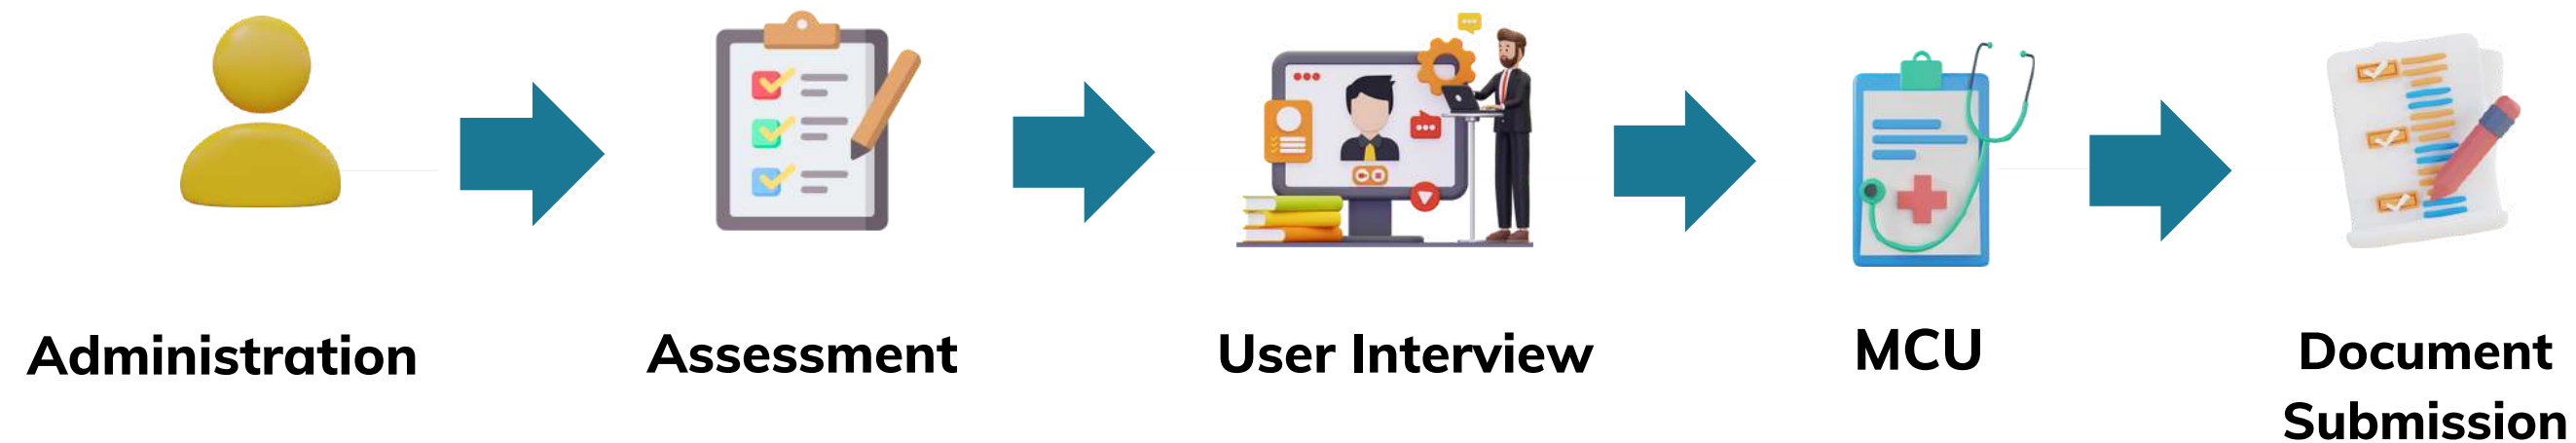 Administration
Assessment
User Interview
MCU
Document
Submission